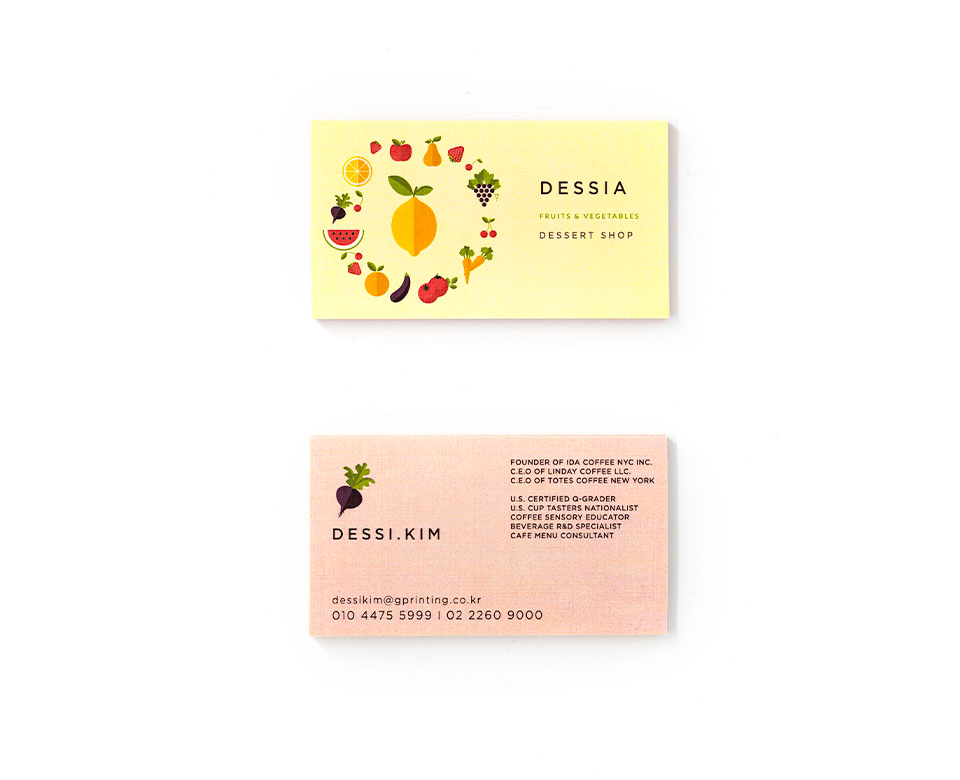 DESSIA
FRUITS & VEGETABLES
DESSERT SHOP
DESSI.KIM
FOUNDER OF IDA COFFEE NYC INC.
C.E.O OF LINDAY COFFEE LLC.
C.E.O OF TOTES COFFEE NEW YORK
U.S. CERTIFIED Q-GRADER
U.S. CUP TASTERS NATIONALIST
COFFEE SENSORY EDUCATOR
BEVERAGE R&D SPECIALIST
CAFE MENU CONSULTANT
dessikim@gprinting.co.kr
010 4475 5999 | 02 2260 9000